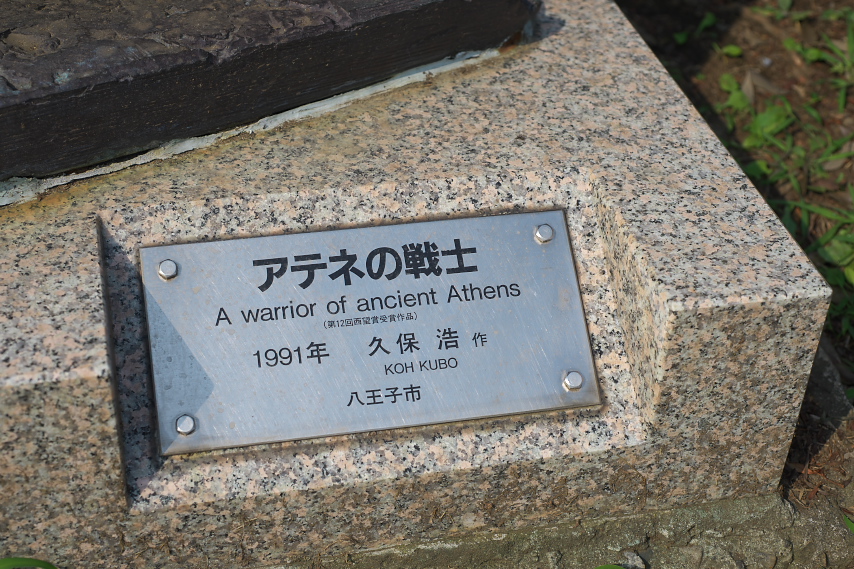 アテネの戦士
A warrior of ancient Athens
(第12回西望賞受賞作品)
1991年 久保 浩 作
KOH KUBO
八王子市